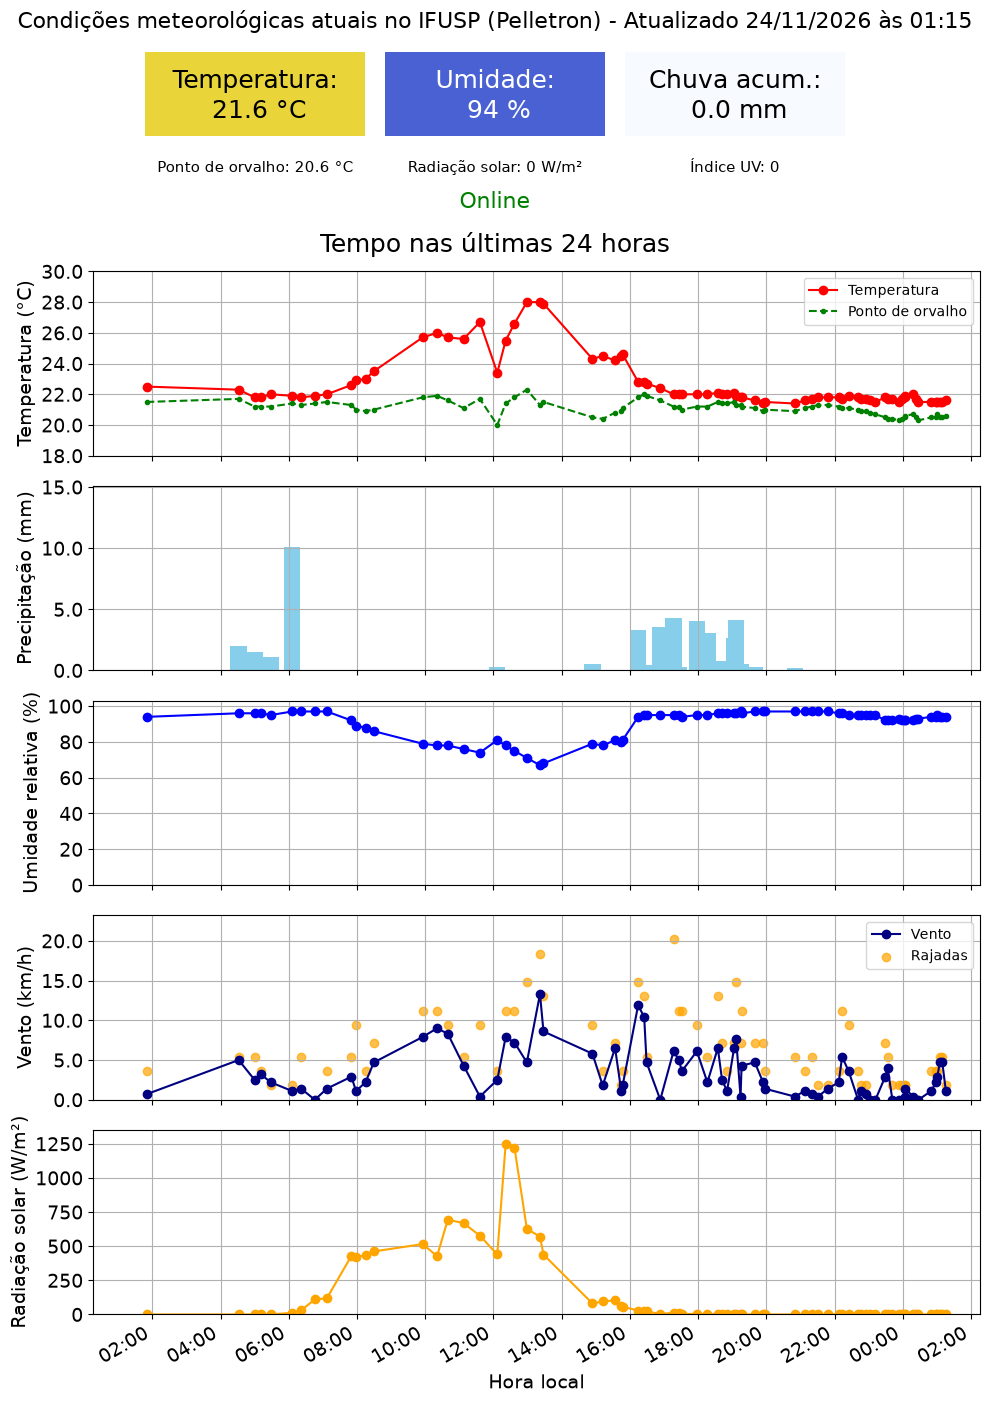 Condições meteorológicas atuais no IFUSP (Pelletron) - Atualizado 24/11/2026 às 01:15
Temperatura:
21.6 °C
Umidade:
94 %
Chuva acum.:
0.0 mm
Ponto de orvalho: 20.6 °C
Radiação solar: 0 W/m²
Índice UV: 0
Online
Tempo nas últimas 24 horas
Temperatura (°C)
30.0
28.0
26.0
24.0
22.0
20.0
18.0
Temperatura
Ponto de orvalho
Precipitação (mm)
15.0
10.0
5.0
0.0
Umidade relativa (%)
100
80
60
40
20
0
Vento (km/h)
20.0
15.0
10.0
5.0
0.0
Vento
Rajadas
Radiação solar (W/m²)
1250
1000
750
500
250
0
02:00
04:00
06:00
08:00
10:00
12:00
14:00
16:00
18:00
20:00
22:00
00:00
02:00
Hora local